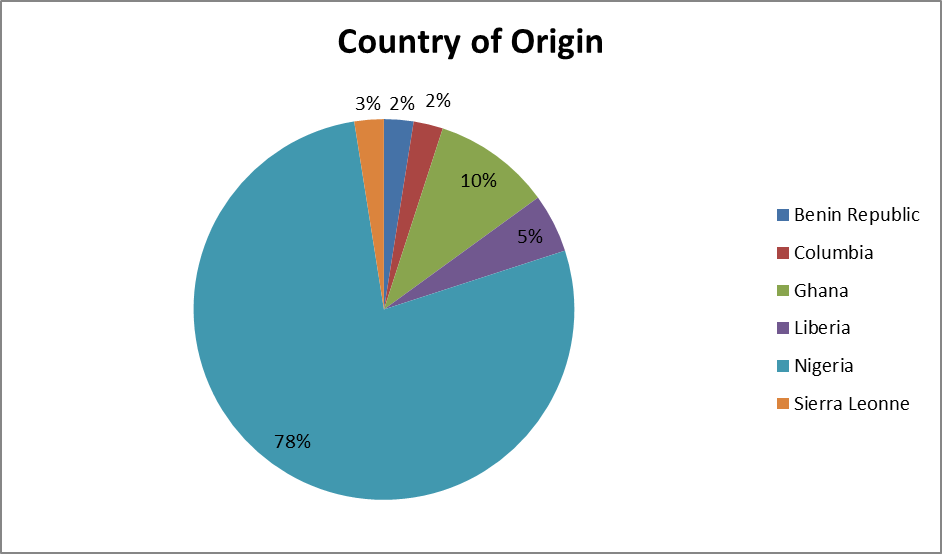 Country of Origin
3% 2% 2%
10%
5%
78%
Benin Republic
Columbia
Ghana
Liberia
Nigeria
Sierra Leonne